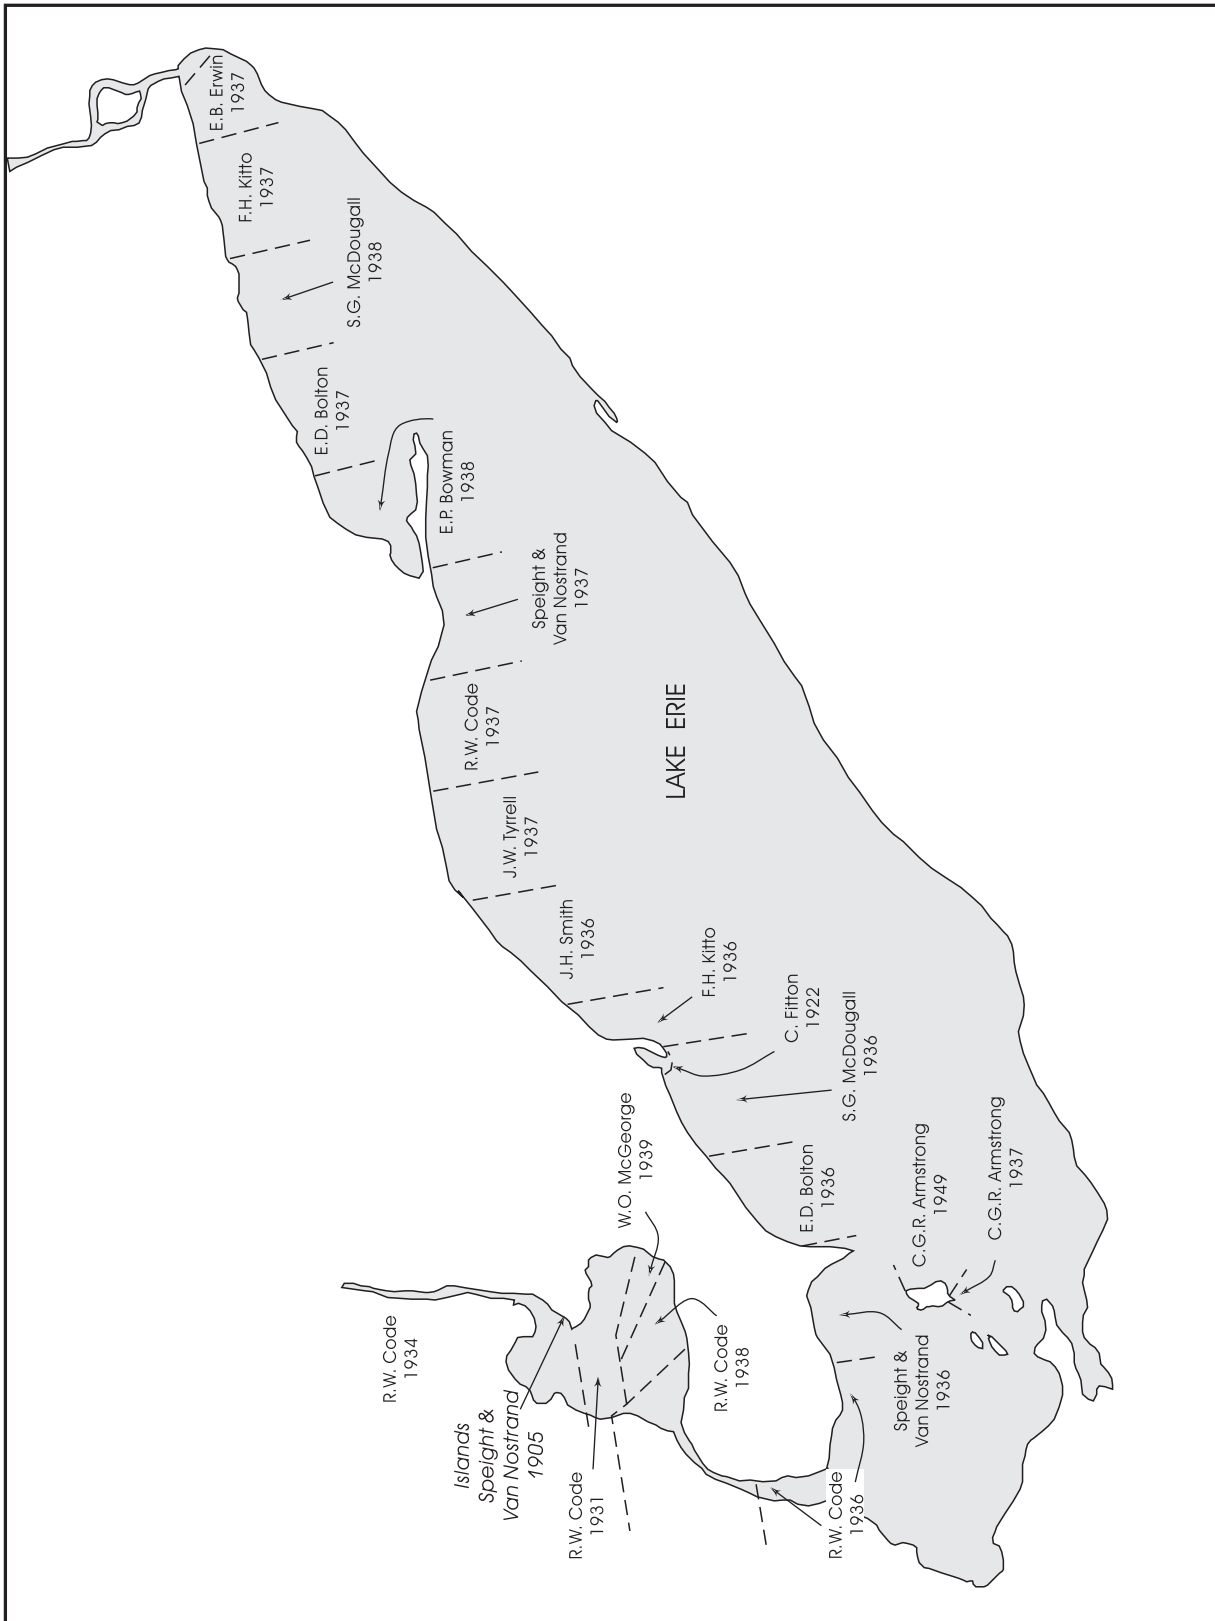 E.B. Erwin
1937
F.H. Kitto
1937
S.G. McDougall
1938
E.D. Bolton
1937
E.P. Bowman
1938
Speight &
Van Nostrand
1937
R.W. Code
1937
J.W. Tyrrell
1937
LAKE ERIE
J.H. Smith
1936
F.H. Kitto
1936
C. Fitton
1922
S.G. McDougall
1936
E.D. Bolton
1936
W.O. McGeorge
1939
C.G.R. Armstrong
1949
C.G.R. Armstrong
1937
R.W. Code
1934
Islands
Speight &
Van Nostrand
1905
R.W. Code
1931
R.W. Code
1938
Speight &
Van Nostrand
1936
R.W. Code
1936